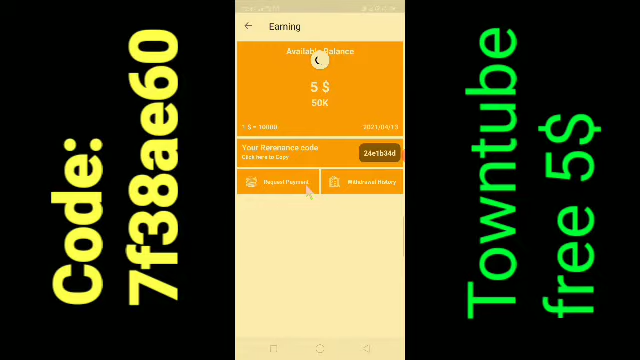 Code:
7f38ae60
Earning
Available Balance
5 $
50K
2021/04/13
Your Rerenance code
Click here to Copy
24e1b34d
Request Payment
Withdrawal History
Towntube
free 5$